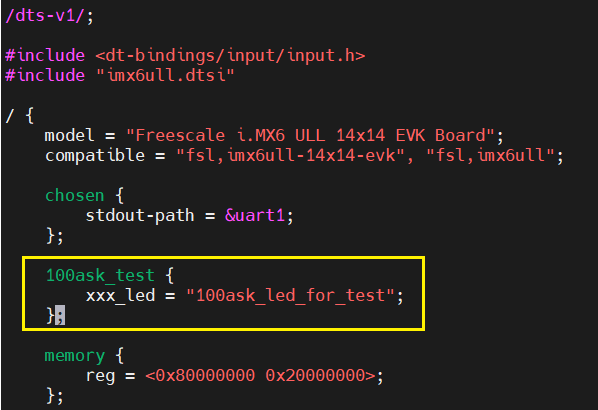 /dts-v1/;
#include <dt-bindings/input/input.h>
#include "imx6ull.dtsi"
/ {
model = "Freescale i.MX6 ULL 14x14 EVK Board";
compatible = "fsl,imx6ull-14x14-evk", "fsl,imx6ull";
chosen {
stdout-path = &uart1;
};
100ask_test {
xxx_led = "100ask_led_for_test";
};
memory {
reg = <0x80000000 0x20000000>;
};